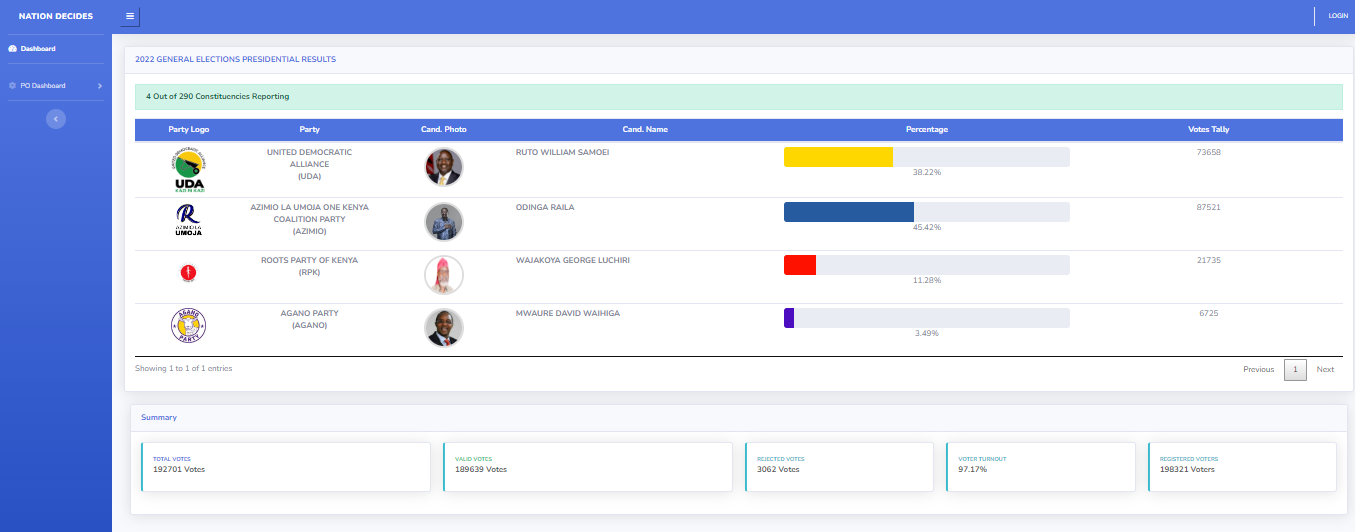 NATION DECIDES
LOGIN
Dashboard
PO Dashboard
2022 GENERAL ELECTIONS PRESIDENTIAL RESULTS
4 Out of 290 Constituencies Reporting
Party Logo Party Cand. Photo Cand. Name Percentage Votes Tally
UDA
KAZI NI KAZI
UNITED DEMOCRATIC
ALLIANCE
(UDA)
RUTO WILLIAM SAMOEI
38.22%
73658
AZIMIO LA
UMOJA
AZIMIO LA UMOJA ONE KENYA
COALITION PARTY
(AZIMIO)
ODINGA RAILA
45.42%
87521
ROOTS PARTY OF KENYA
(RPK)
WAJAKOYA GEORGE LUCHIRI
11.28%
21735
AGANO
PARTY
AGANO PARTY
(AGANO)
MWAURE DAVID WAIHIGA
3.49%
6725
Showing 1 to 1 of 1 entries
Previous 1 Next
Summary
TOTAL VOTES
192701 Votes
VALID VOTES
189639 Votes
REJECTED VOTES
3062 Votes
VOTER TURNOUT
97.17%
REGISTERED VOTERS
198321 Voters